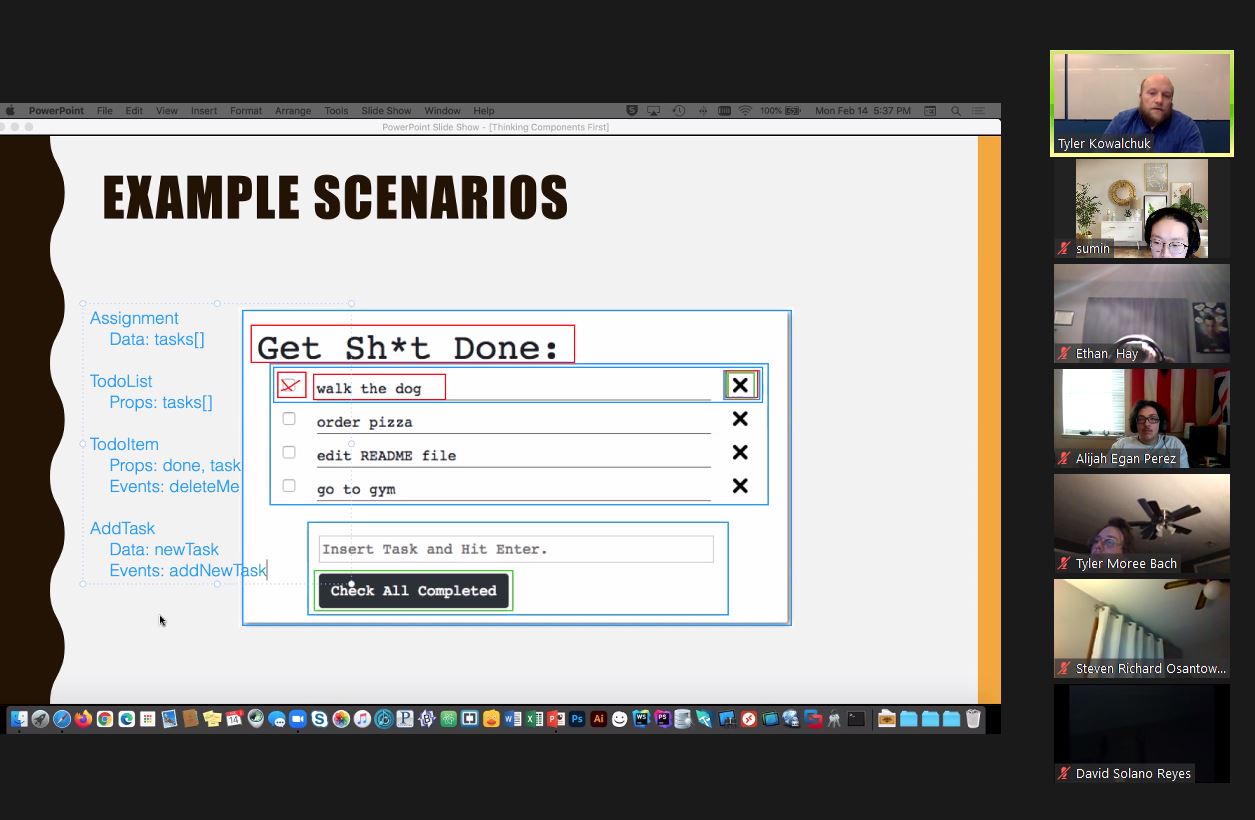 PowerPoint File Edit View Insert Format Arrange Tools Slide Show Window Help 100% Mon Feb 14 5:37 PM
PowerPoint Slide Show - [Thinking Components First]
EXAMPLE SCENARIOS
Assignment
Data: tasks[]
TodoList
Props: tasks[]
TodoItem
Props: done, task
Events: deleteMe
AddTask
Data: newTask
Events: addNewTask
Get Sh*t Done:
walk the dog
order pizza
edit README file
go to gym
Insert Task and Hit Enter.
Check All Completed
Tyler Kowalchuk
sumin
Ethan Hay
Alijah Egan Perez
Tyler Moree Bach
Steven Richard Osantow...
David Solano Reyes